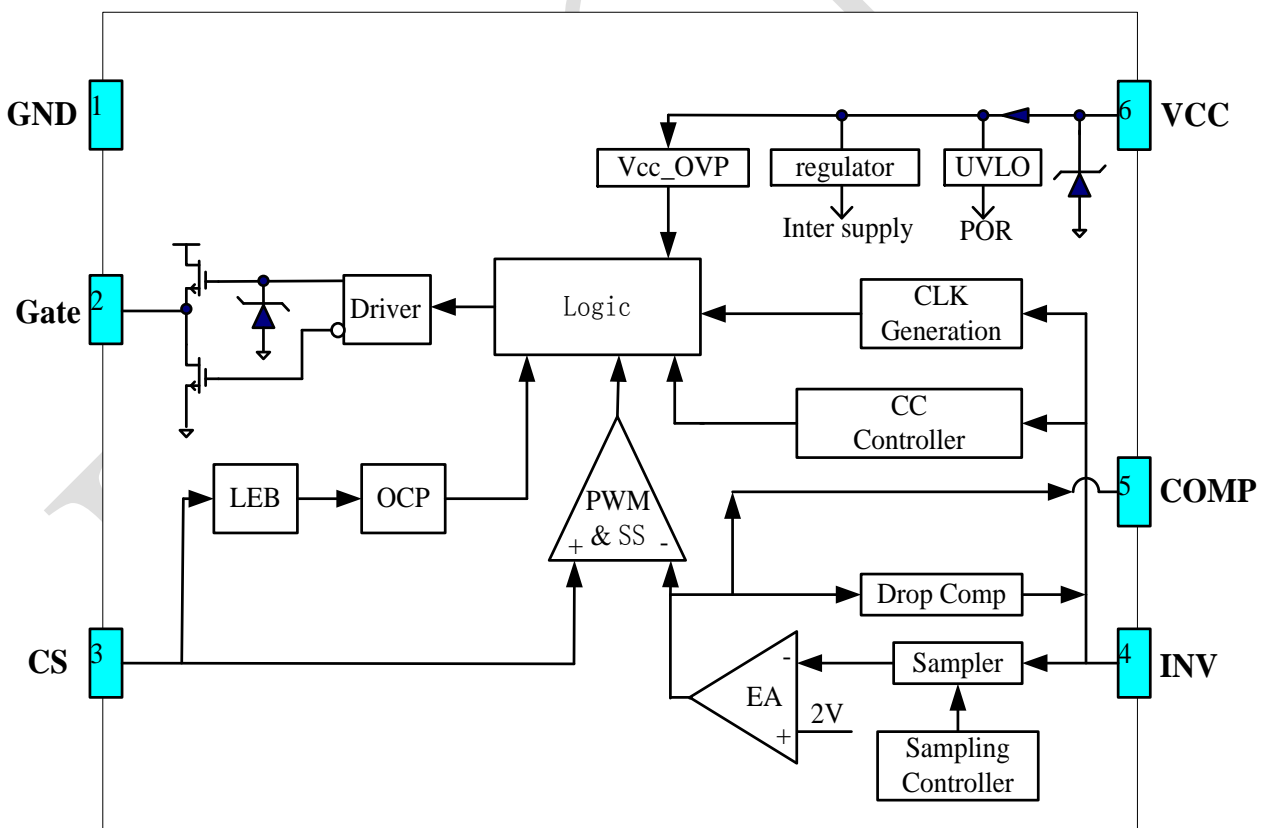 GND
1
6
VCC
Vcc_OVP
regulator
UVLO
Inter supply
POR
Gate
2
Driver
Logic
CLK
Generation
CC
Controller
LEB
OCP
PWM
& SS
+
-
5
COMP
Drop Comp
CS
3
-
EA
+
2V
Sampler
4
INV
Sampling
Controller